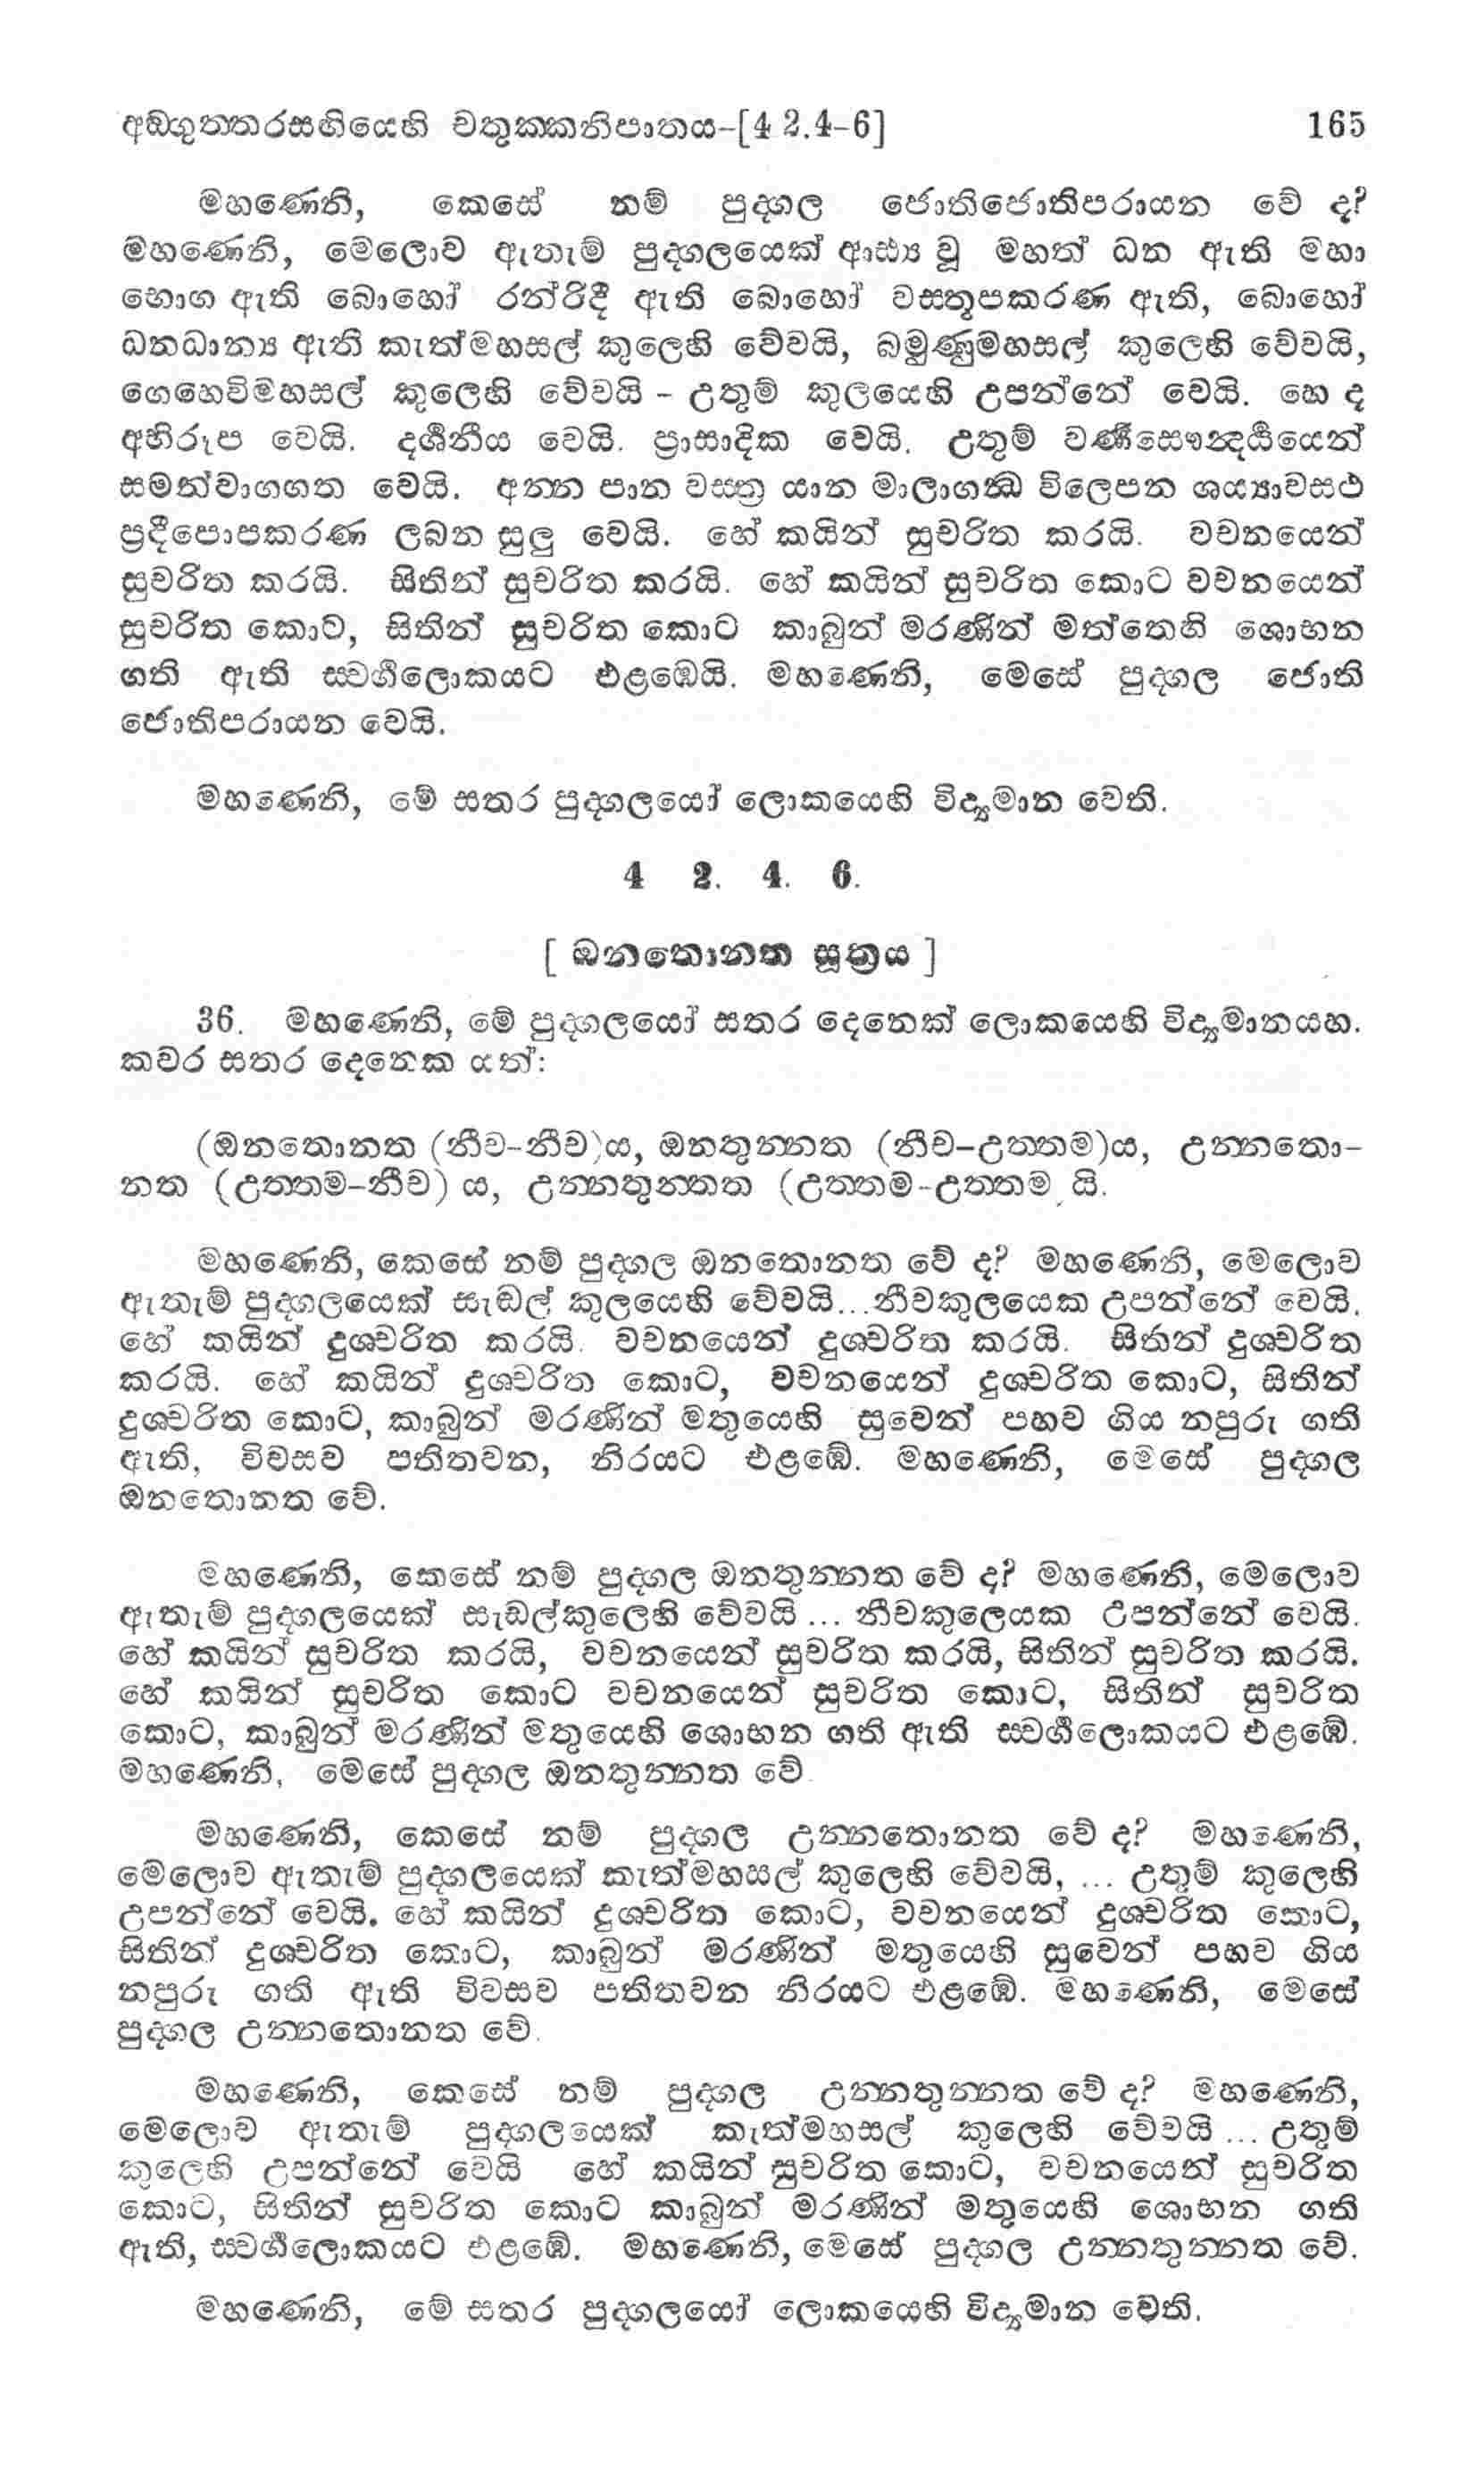 අඞගුත්තරසඟියෙහි චතුක්කනිපාතය-[4 2.4-6] 165
මහණෙනි, කෙසේ නම් පුද්ගල ජොතිජොතිපරායන වේ ද?
මහණෙනි, මෙලොව ඇතැම් පුද්ගලයෙක් ආඪ්‍ය වූ මහත් ධන ඇති මහා
භොග ඇති බොහෝ රන්රිදී ඇති බොහෝ වස්තූපකරණ ඇති, බොහෝ
ධනධාන්‍ය ඇති කැත්මහසල් කුලෙහි වේවයි, බමුණුමහසල් කුලෙහි වේවයි,
ගෙහෙවිමහසල් කුලෙහි වේවයි - උතුම් කුලයෙහි උපන්නේ වෙයි. හෙ ද
අභිරූප වෙයි. දර්ශනීය වෙයි. ප්‍රාසාදික වෙයි. උතුම් වර්ණසෞන්දර්යයෙන්
සමන්වාගගත වෙයි. අන්න පාන වස්ත්‍ර යාන මාලාගන්ධ විලෙපන ශය්‍යාවසථ
ප්‍රදීපොපකරණ ලබන සුලු වෙයි. හේ කයින් සුචරිත කරයි. වචනයෙන්
සුචරිත කරයි. සිතින් සුචරිත කරයි. හේ කයින් සුචරිත කොට වචනයෙන්
සුචරිත කොට, සිතින් සුචරිත කොට කාබුන් මරණින් මත්තෙහි ශොභන
ගති ඇති ස්වර්ගලොකයට එළඹෙයි. මහණෙනි, මෙසේ පුද්ගල ජොති
ජොතිපරායන වෙයි.
මහණෙනි, මේ සතර පුද්ගලයෝ ලොකයෙහි විද්‍යමාන වෙති.
4 2. 4. 6.
[ ඔනතොනත සූත්‍රය ]
36. මහණෙනි, මේ පුද්ගලයෝ සතර දෙනෙක් ලොකයෙහි විද්‍යමානයහ.
කවර සතර දෙනෙක යත්:
(ඔනතොනත (නීච-නීච)ය, ඔනතුන්නත (නීච-උත්තම)ය, උන්නතො-
නත (උත්තම-නීච) ය, උන්නතුන්නත (උත්තම-උත්තම යි.
මහණෙනි, කෙසේ නම් පුද්ගල ඔනතොනත වේ ද? මහණෙනි, මෙලොව
ඇතැම් පුද්ගලයෙක් සැඬල් කුලයෙහි වේවයි...නීචකුලයෙක උපන්නේ වෙයි.
හේ කයින් දුශ්චරිත කරයි. වචනයෙන් දුශ්චරිත කරයි. සිතින් දුශ්චරිත
කරයි. හේ කයින් දුශ්චරිත කොට, වචනයෙන් දුශ්චරිත කොට, සිතින්
දුශ්චරිත කොට, කාබුන් මරණින් මතුයෙහි සුවෙන් පහව ගිය නපුරු ගති
ඇති, විවසව පතිතවන, නිරයට එළඹේ. මහණෙනි, මෙසේ පුද්ගල
ඔනතොනත වේ.
මහණෙනි, කෙසේ නම් පුද්ගල ඔනතුන්නත වේ ද? මහණෙනි, මෙලොව
ඇතැම් පුද්ගලයෙක් සැඬල්කුලෙහි වේවයි ... නීචකුලෙයක උපන්නේ වෙයි.
හේ කයින් සුචරිත කරයි, වචනයෙන් සුචරිත කරයි, සිතින් සුචරිත කරයි.
හේ කයින් සුචරිත කොට වචනයෙන් සුචරිත කොට, සිතින් සුචරිත
කොට, කාබුන් මරණින් මතුයෙහි ශොභන ගති ඇති ස්වර්ගලොකයට එළඹේ.
මහණෙනි, මෙසේ පුද්ගල ඔනතුන්නත වේ.
මහණෙනි, කෙසේ නම් පුද්ගල උන්නතොනත වේ ද? මහණෙනි,
මෙලොව ඇතැම් පුද්ගලයෙක් කැත්මහසල් කුලෙහි වේවයි, ... උතුම් කුලෙහි
උපන්නේ වෙයි. හේ කයින් දුශ්චරිත කොට, වචනයෙන් දුශ්චරිත කොට,
සිතින් දුශ්චරිත කොට, කාබුන් මරණින් මතුයෙහි සුවෙන් පහව ගිය
නපුරු ගති ඇති විවසව පතිතවන නිරයට එළඹේ. මහණෙනි, මෙසේ
පුද්ගල උන්නතොනත වේ.
මහණෙනි, කෙසේ නම් පුද්ගල උන්නතුන්නත වේ ද? මහණෙනි,
මෙලොව ඇතැම් පුද්ගලයෙක් කැත්මහසල් කුලෙහි වේවයි ... උතුම්
කුලෙහි උපන්නේ වෙයි හේ කයින් සුචරිත කොට, වචනයෙන් සුචරිත
කොට, සිතින් සුචරිත කොට කාබුන් මරණින් මතුයෙහි ශොභන ගති
ඇති, ස්වර්ගලොකයට එළඹේ. මහණෙනි, මෙසේ පුද්ගල උන්නතුන්නත වේ.
මහණෙනි, මේ සතර පුද්ගලයෝ ලොකයෙහි විද්‍යමාන වෙති.